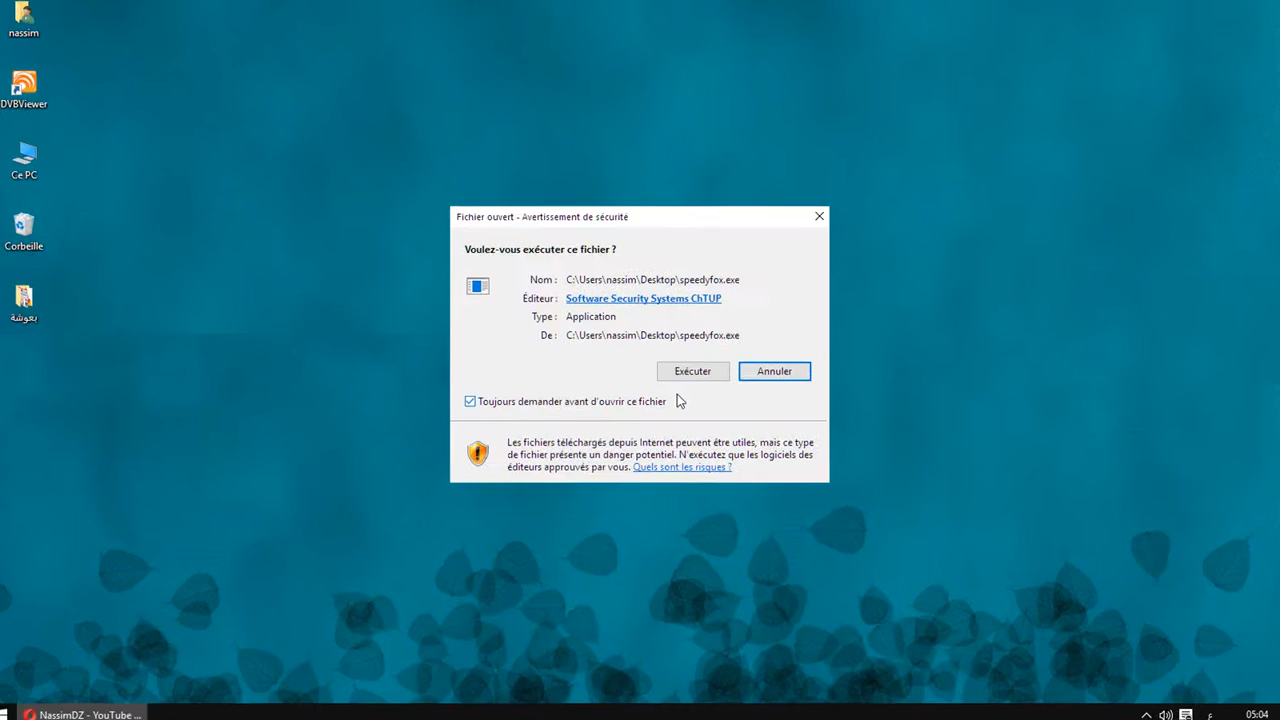 nassim
DVBViewer
Ce PC
Corbeille
بعوشة
Fichier ouvert - Avertissement de sécurité
Voulez-vous exécuter ce fichier ?
Nom : C:\Users\nassim\Desktop\speedyfox.exe
Éditeur : Software Security Systems ChTUP
Type : Application
De : C:\Users\nassim\Desktop\speedyfox.exe
Exécuter Annuler
Toujours demander avant d'ouvrir ce fichier
Les fichiers téléchargés depuis Internet peuvent être utiles, mais ce type
de fichier présente un danger potentiel. N'exécutez que les logiciels des
éditeurs approuvés par vous. Quels sont les risques ?
NassimDZ - YouTube ...
ع
05:04